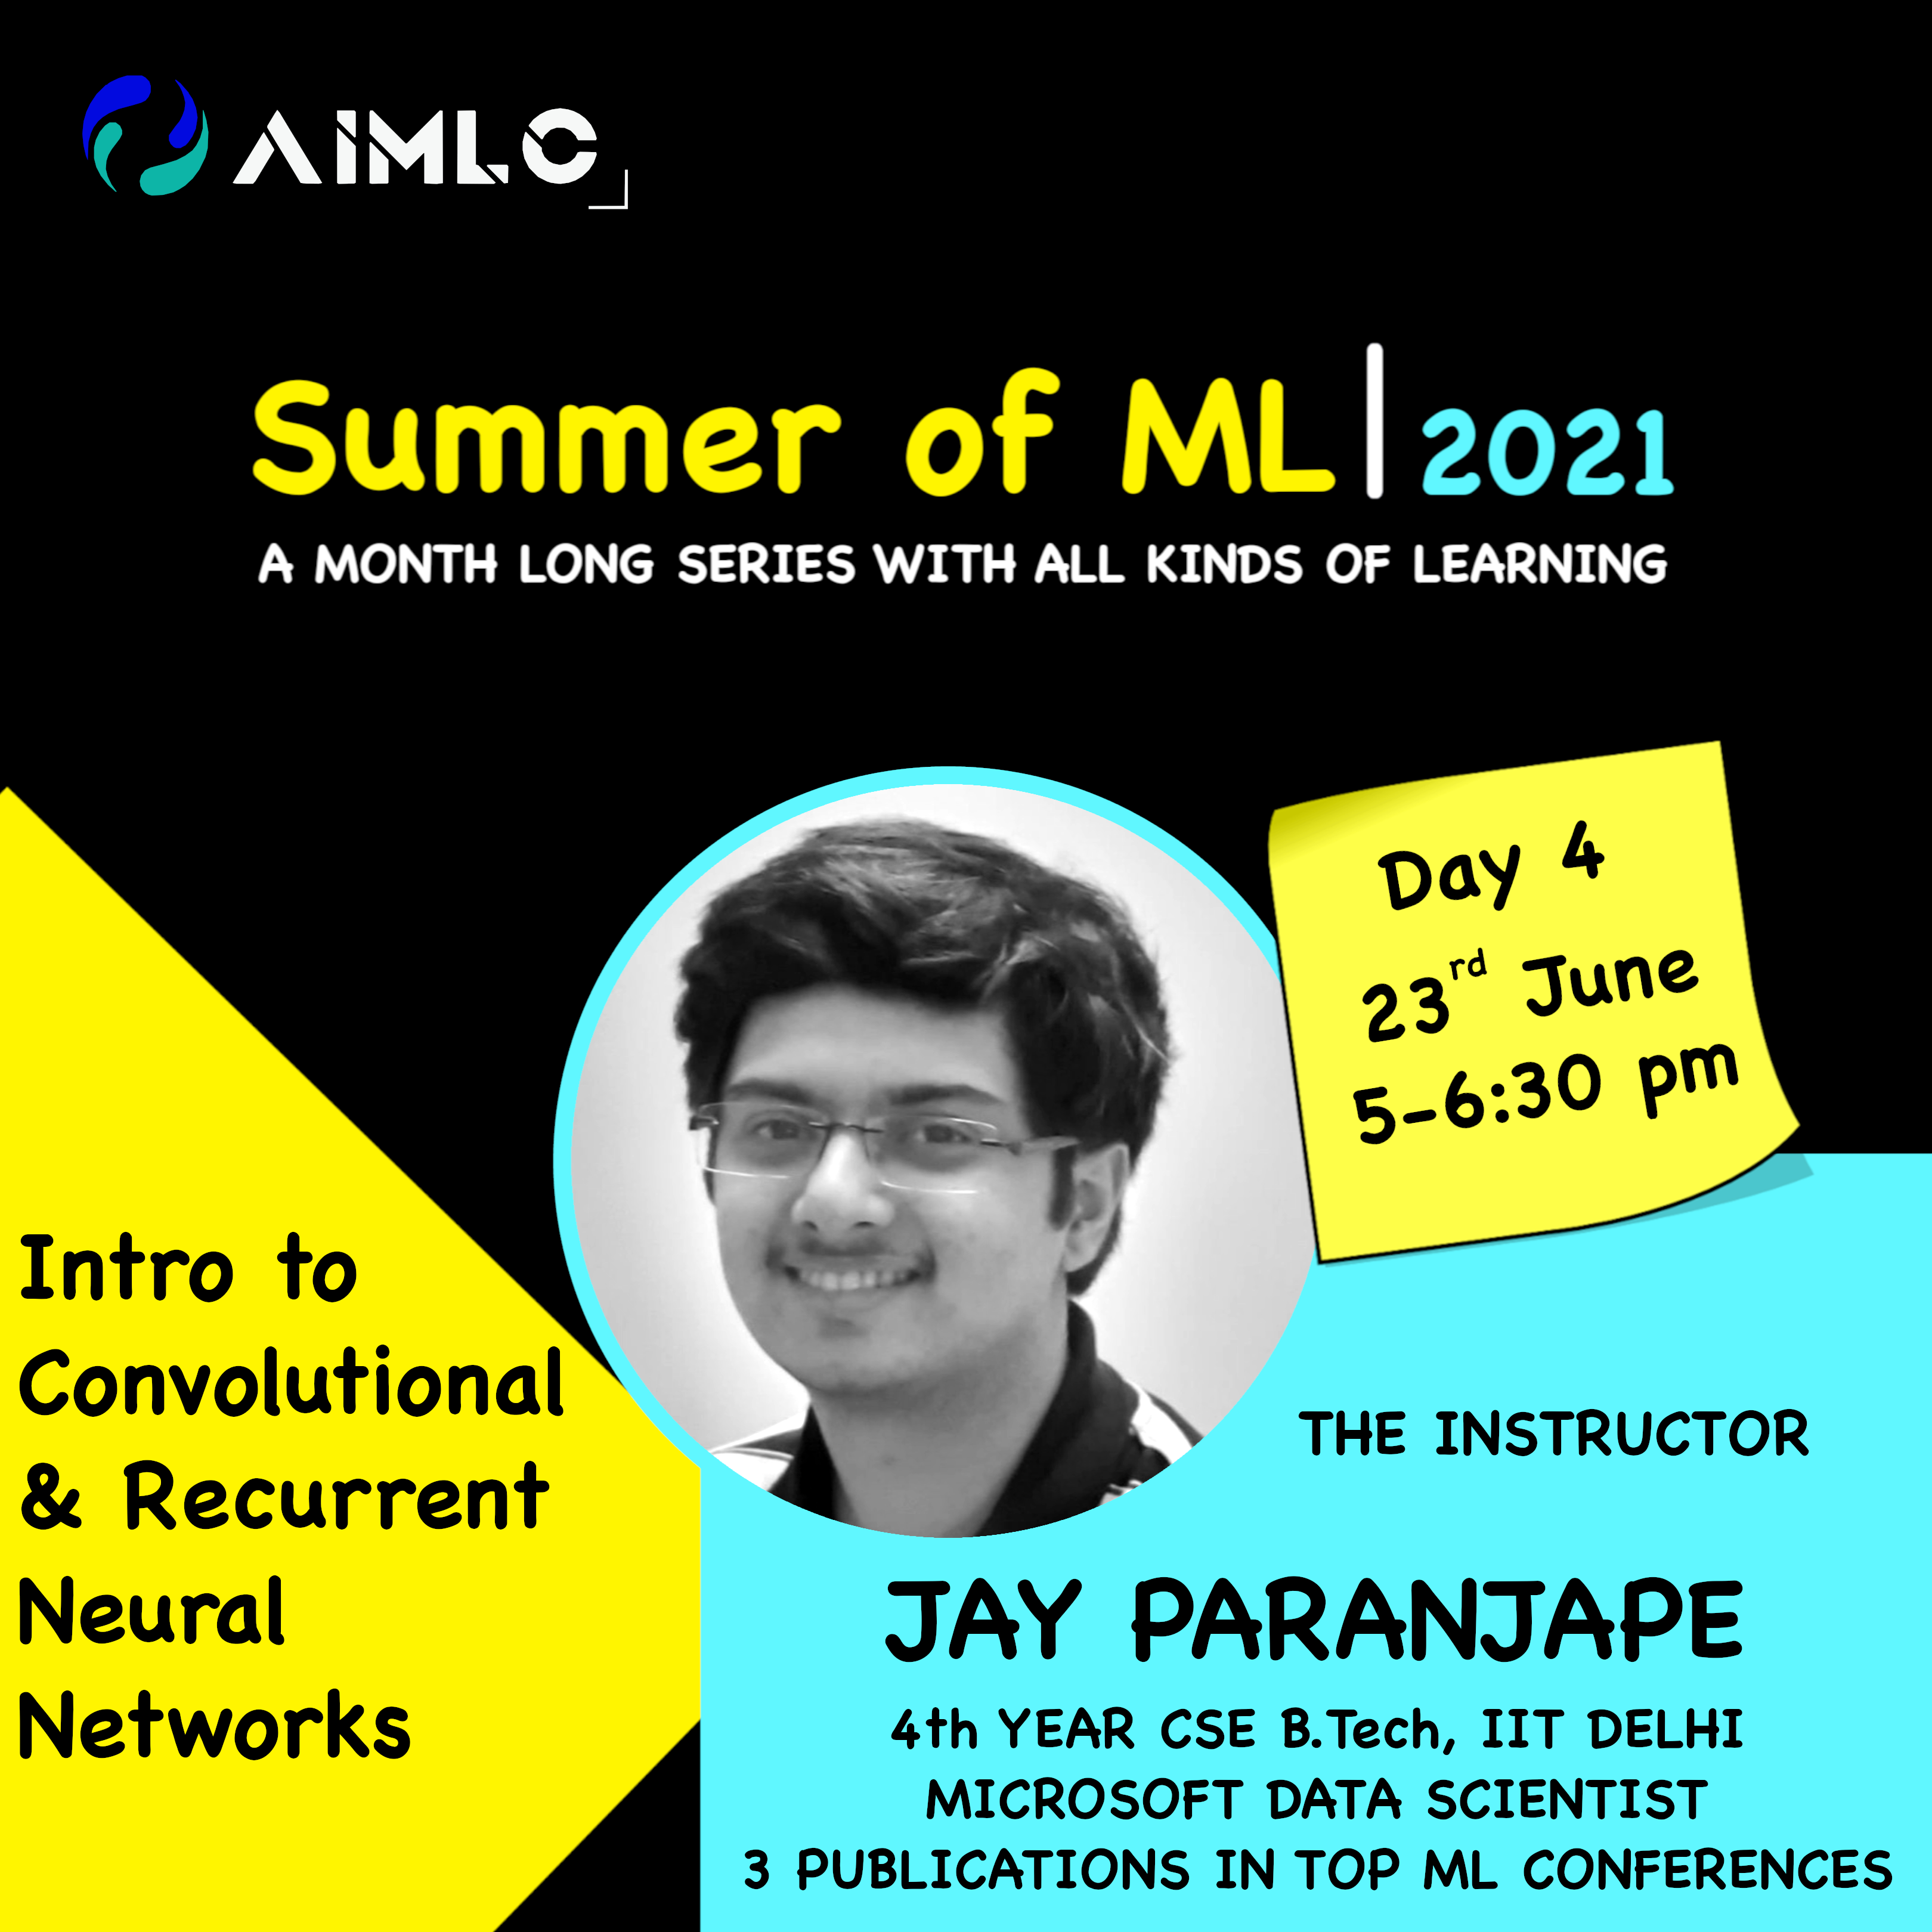 AIMLC
Summer of ML|2021
A MONTH LONG SERIES WITH ALL KINDS OF LEARNING
Day 4
23rd June
5-6:30 pm
Intro to
Convolutional
& Recurrent
Neural
Networks
THE INSTRUCTOR
JAY PARANJAPE
4th YEAR CSE B.Tech, IIT DELHI
MICROSOFT DATA SCIENTIST
3 PUBLICATIONS IN TOP ML CONFERENCES